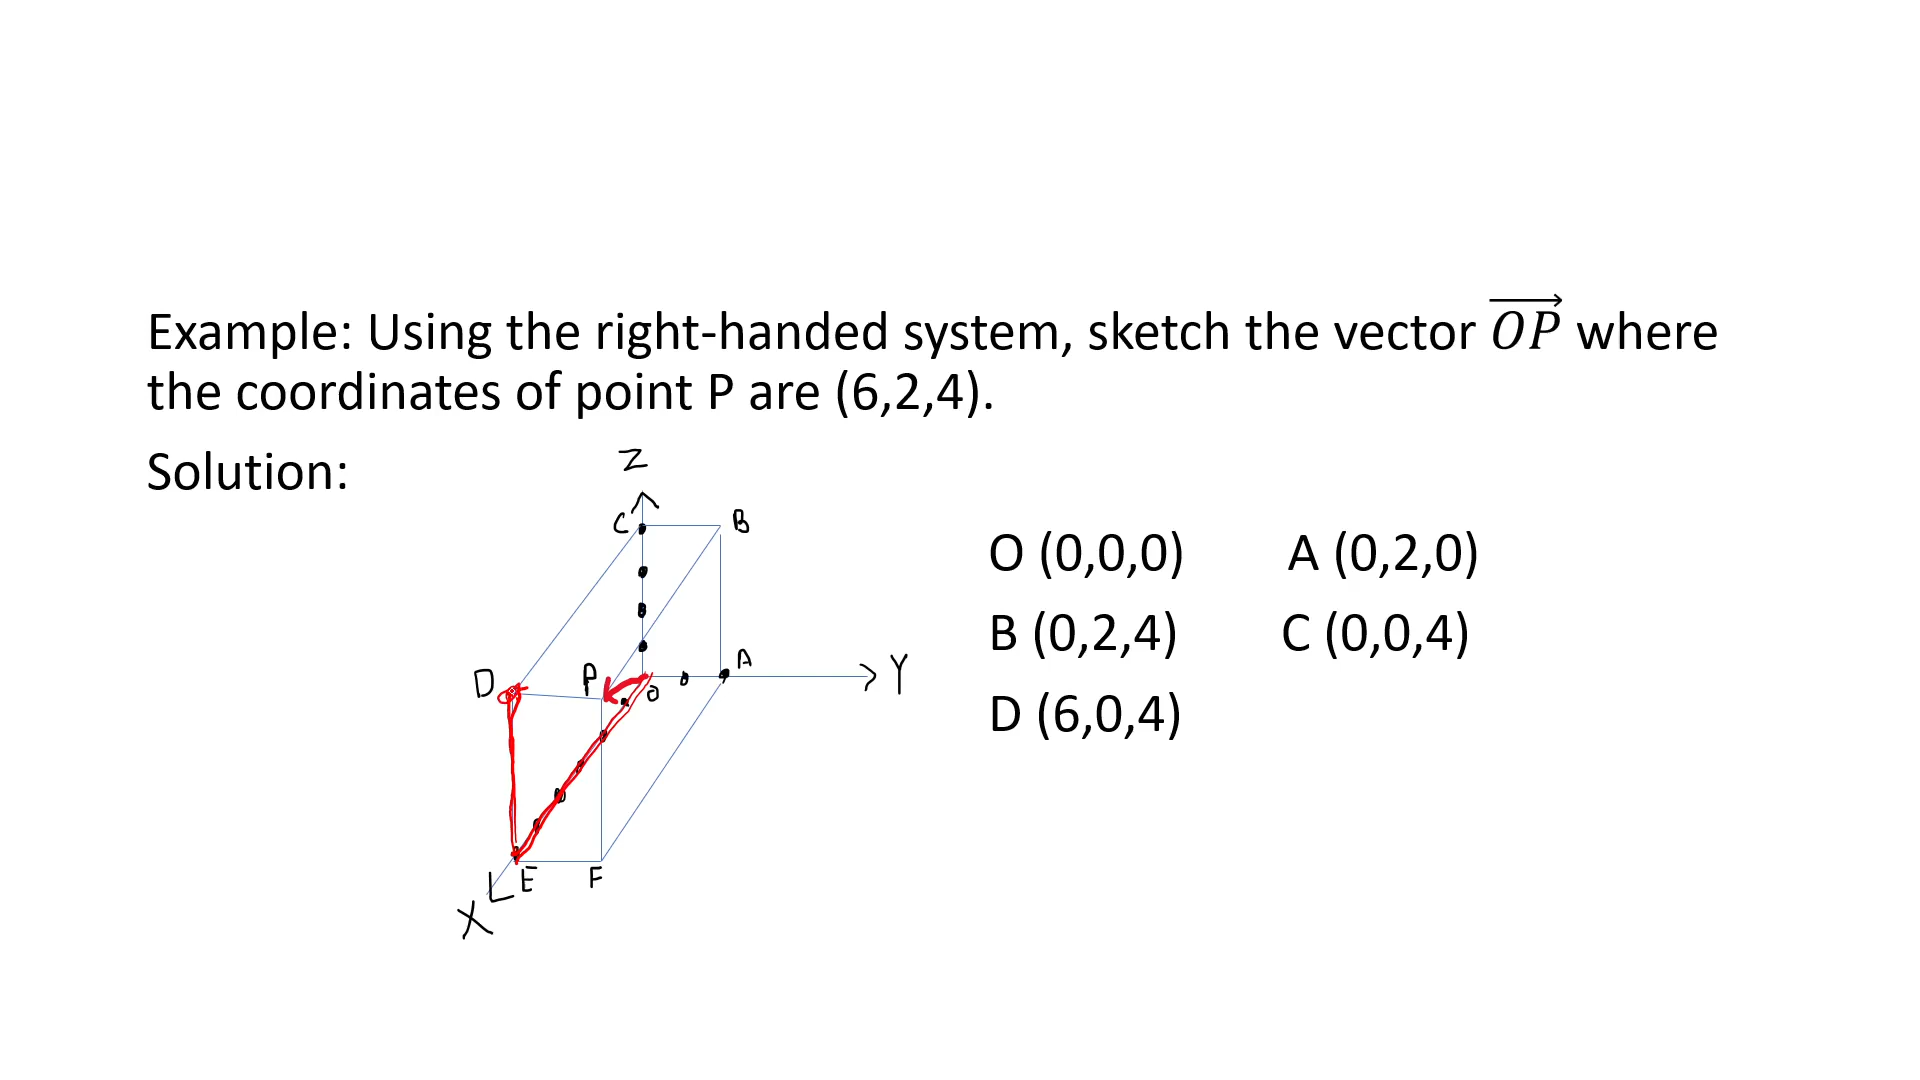 Example: Using the right-handed system, sketch the vector OP where
the coordinates of point P are (6,2,4).
Solution:
Z
C B
O (0,0,0) A (0,2,0)
B (0,2,4) C (0,0,4)
D P O A Y
D (6,0,4)
E F
X